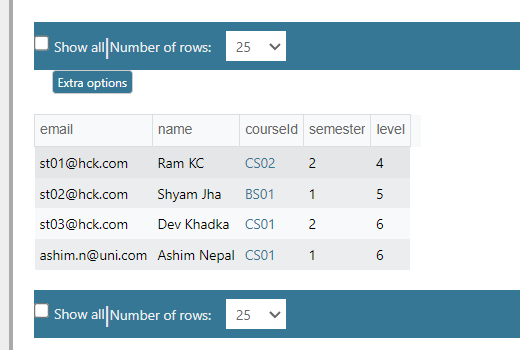 Show all Number of rows: 25
Extra options
email name courseId semester level
st01@hck.com Ram KC CS02 2 4
st02@hck.com Shyam Jha BS01 1 5
st03@hck.com Dev Khadka CS01 2 6
ashim.n@uni.com Ashim Nepal CS01 1 6
Show all Number of rows: 25